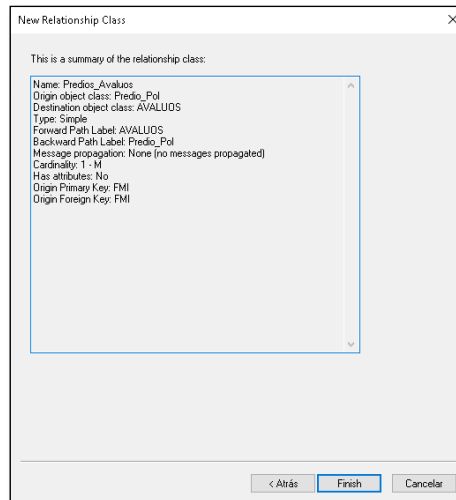 New Relationship Class
This is a summary of the relationship class:
Name: Predios_Avaluos
Origin object class: Predio_Pol
Destination object class: AVALUOS
Type: Simple
Forward Path Label: AVALUOS
Backward Path Label: Predio_Pol
Message propagation: None (no messages propagated)
Cardinality: 1 - M
Has attributes: No
Origin Primary Key: FMI
Origin Foreign Key: FMI
< Atrás Finish Cancelar